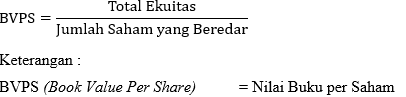 BVPS = Total Ekuitas / Jumlah Saham yang Beredar
Keterangan :
BVPS (Book Value Per Share) = Nilai Buku per Saham